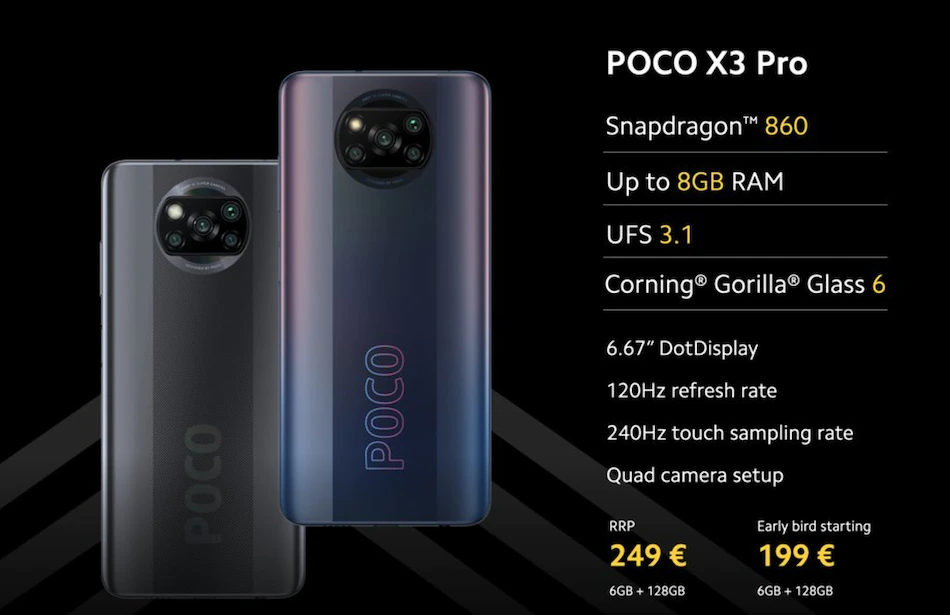 POCO X3 Pro
Snapdragon™ 860
Up to 8GB RAM
UFS 3.1
Corning® Gorilla® Glass 6
6.67” DotDisplay
120Hz refresh rate
240Hz touch sampling rate
Quad camera setup
RRP
249 €
6GB + 128GB
Early bird starting
199 €
6GB + 128GB
POCO
POCO